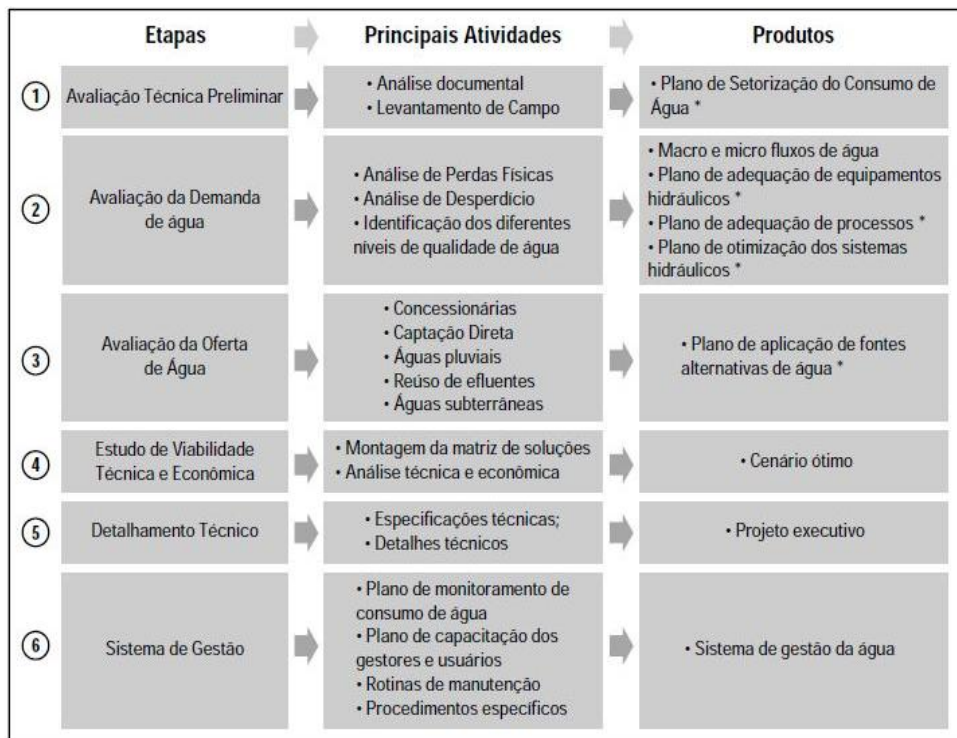 Etapas
Principais Atividades
Produtos
1
Avaliação Técnica Preliminar
• Análise documental
• Levantamento de Campo
• Plano de Setorização do Consumo de
Água *
2
Avaliação da Demanda
de água
• Análise de Perdas Físicas
• Análise de Desperdício
• Identificação dos diferentes
níveis de qualidade de água
• Macro e micro fluxos de água
• Plano de adequação de equipamentos
hidráulicos *
• Plano de adequação de processos *
• Plano de otimização dos sistemas
hidráulicos *
3
Avaliação da Oferta
de Água
• Concessionárias
• Captação Direta
• Águas pluviais
• Reúso de efluentes
• Águas subterrâneas
• Plano de aplicação de fontes
alternativas de água *
4
Estudo de Viabilidade
Técnica e Econômica
• Montagem da matriz de soluções
• Análise técnica e econômica
• Cenário ótimo
5
Detalhamento Técnico
• Especificações técnicas;
• Detalhes técnicos
• Projeto executivo
6
Sistema de Gestão
• Plano de monitoramento de
consumo de água
• Plano de capacitação dos
gestores e usuários
• Rotinas de manutenção
• Procedimentos específicos
• Sistema de gestão da água